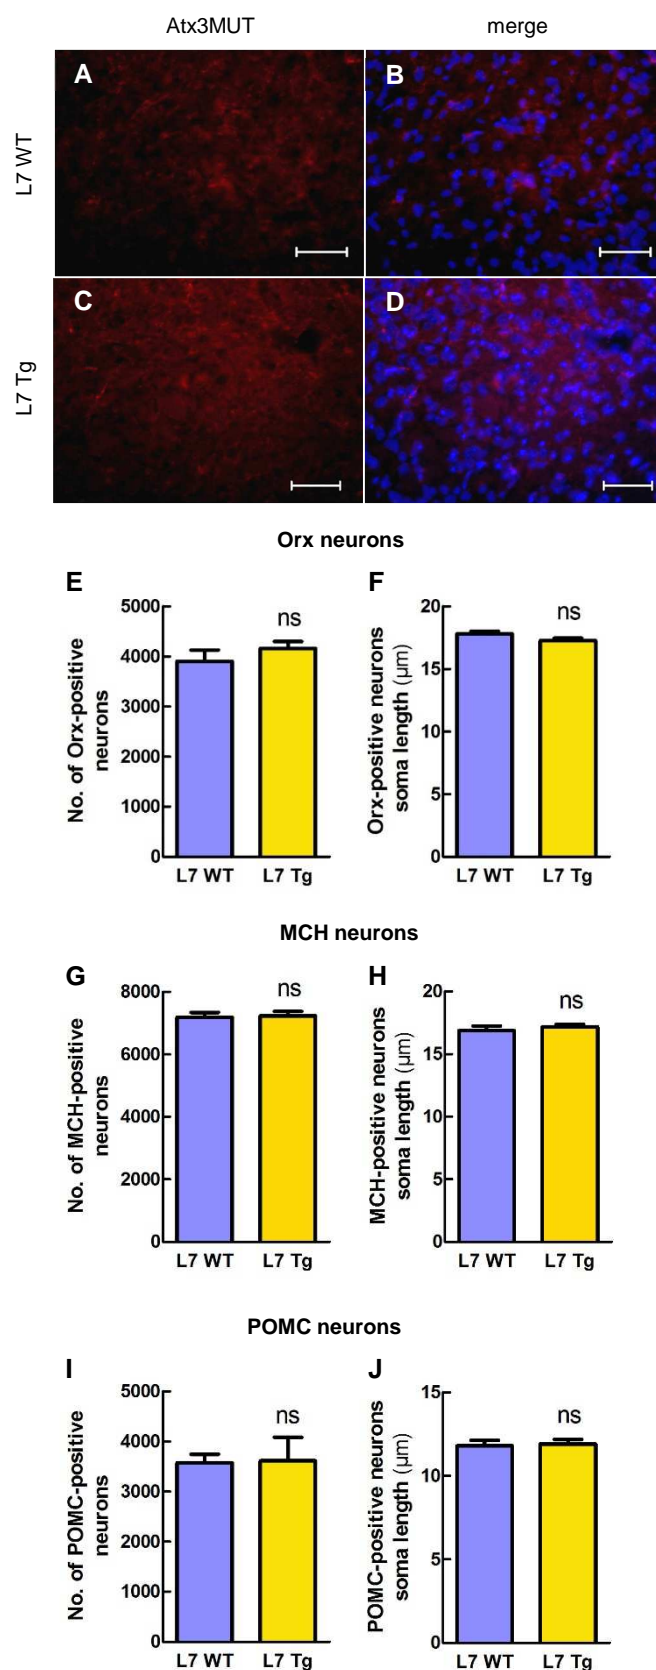 Atx3MUT merge
L7 WT
A B
L7 Tg
C D
Orx neurons
E
No. of Orx-positive
neurons
5000
4000
3000
2000
1000
0
ns
L7 WT L7 Tg
F
Orx-positive neurons
soma length (µm)
20
15
10
5
0
ns
L7 WT L7 Tg
MCH neurons
G
No. of MCH-positive
neurons
8000
6000
4000
2000
0
ns
L7 WT L7 Tg
H
MCH-positive neurons
soma length (µm)
20
15
10
5
0
ns
L7 WT L7 Tg
POMC neurons
I
No. of POMC-positive
neurons
5000
4000
3000
2000
1000
0
ns
L7 WT L7 Tg
J
POMC-positive neurons
soma length (µm)
15
10
5
0
ns
L7 WT L7 Tg